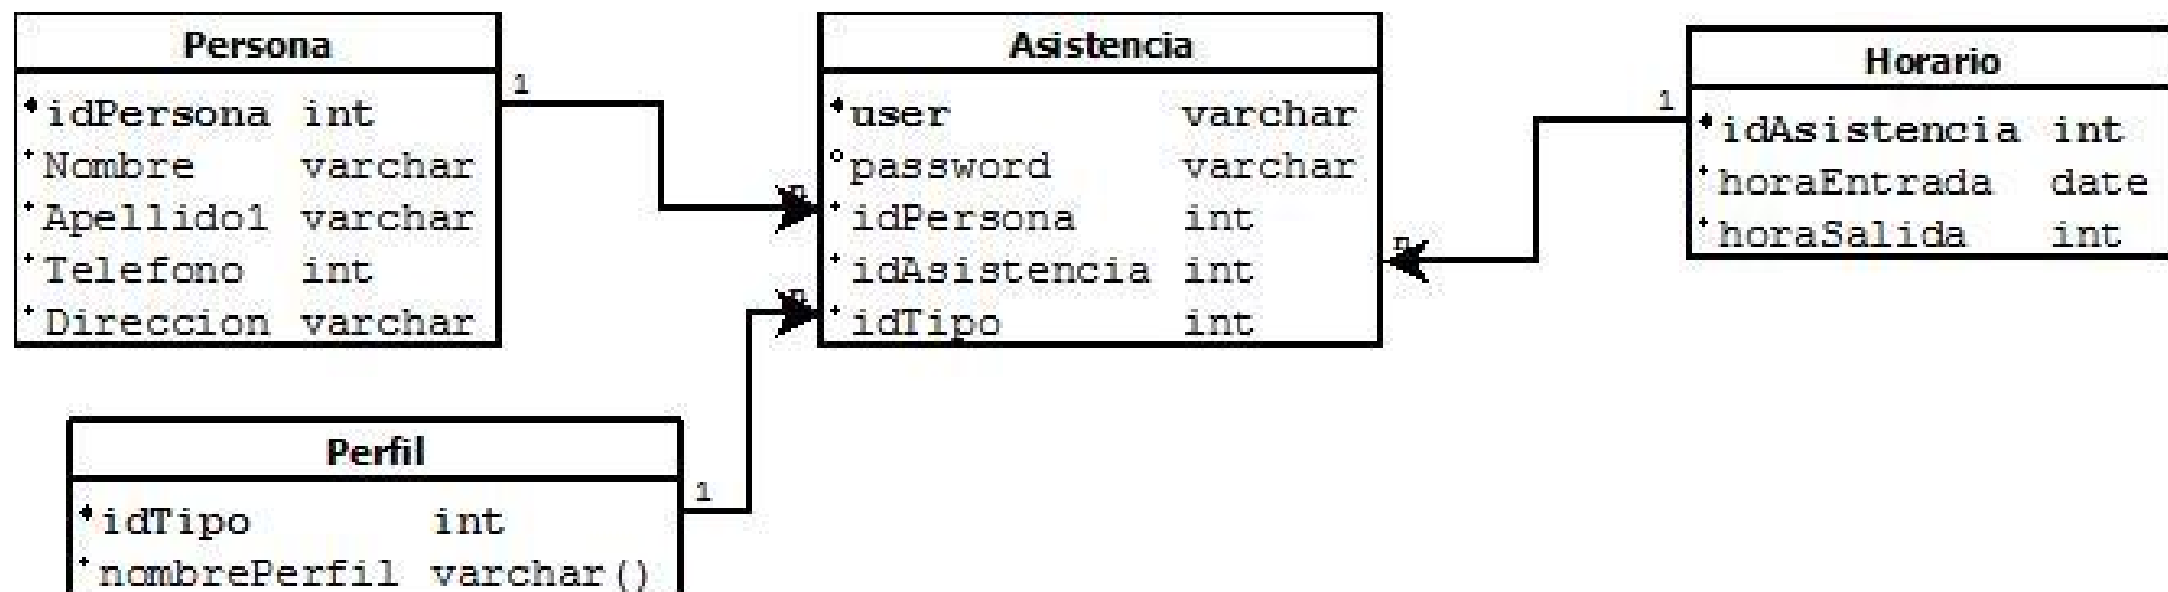 Persona
idPersona int
Nombre varchar
Apellido1 varchar
Telefono int
Direccion varchar
1
n
Asistencia
user varchar
password varchar
idPersona int
idAsistencia int
idTipo int
n
n
1
Horario
idAsistencia int
horaEntrada date
horaSalida int
Perfil
idTipo int
nombrePerfil varchar()
1